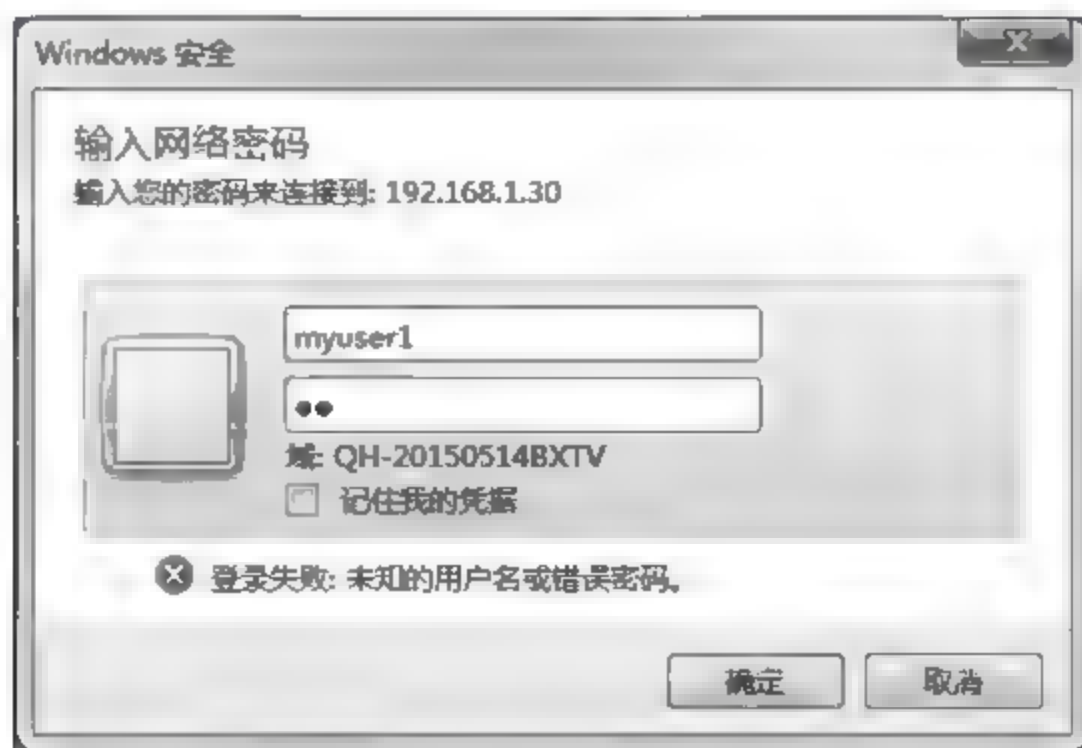 Windows 安全
输入网络密码
输入您的密码来连接到: 192.168.1.30
myuser1
●●
域: QH-20150514BXTV
记住我的凭据
登录失败: 未知的用户名或错误密码。
确定
取消